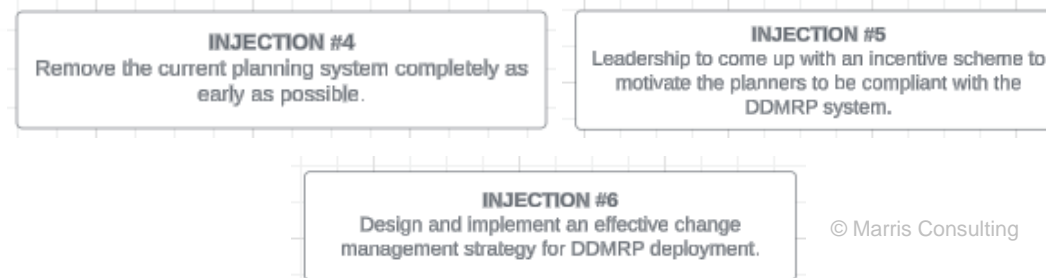 INJECTION #4
Remove the current planning system completely as
early as possible.
INJECTION #5
Leadership to come up with an incentive scheme to
motivate the planners to be compliant with the
DDMRP system.
INJECTION #6
Design and implement an effective change
management strategy for DDMRP deployment.
© Marris Consulting